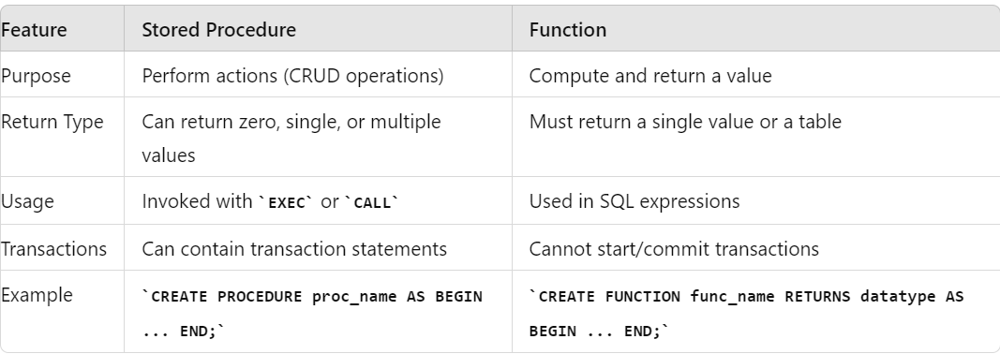 Feature Stored Procedure Function
Purpose Perform actions (CRUD operations) Compute and return a value
Return Type Can return zero, single, or multiple values Must return a single value or a table
Usage Invoked with `EXEC` or `CALL` Used in SQL expressions
Transactions Can contain transaction statements Cannot start/commit transactions
Example `CREATE PROCEDURE proc_name AS BEGIN ... END;` `CREATE FUNCTION func_name RETURNS datatype AS BEGIN ... END;`